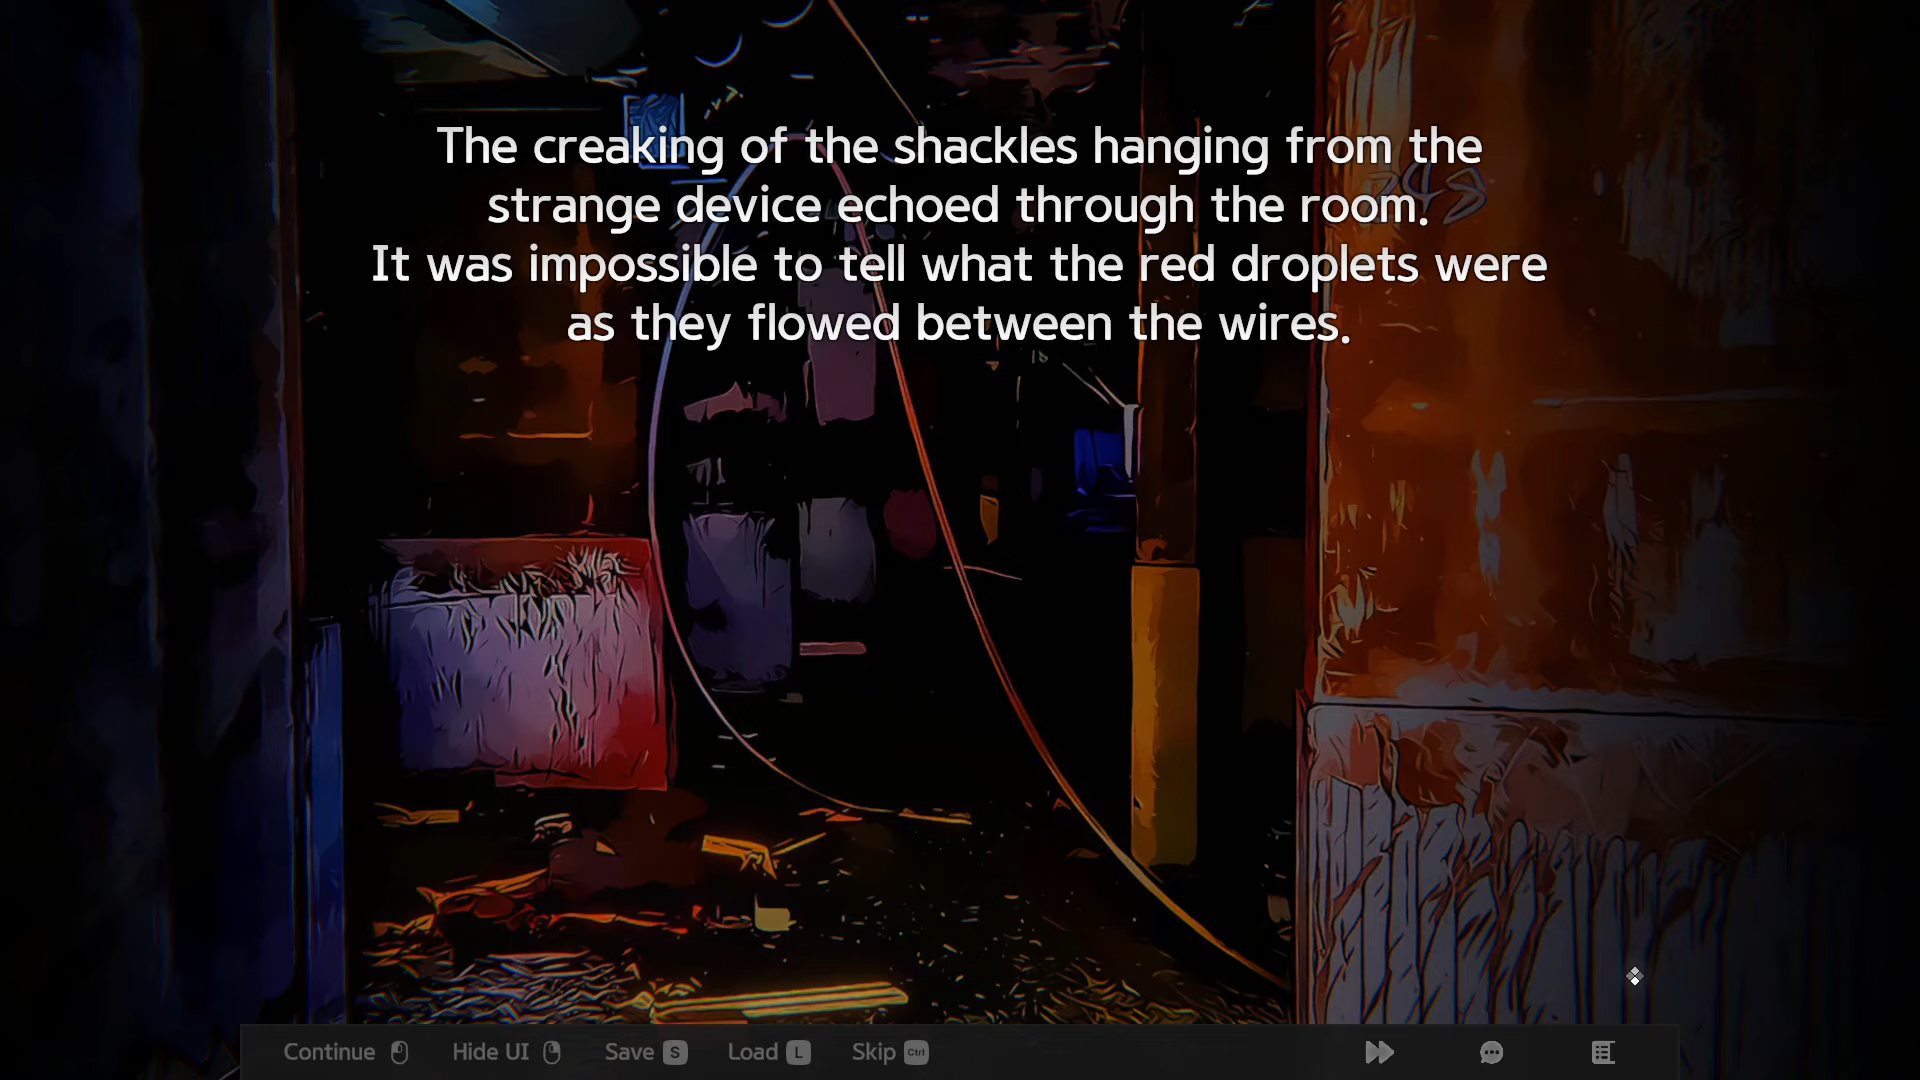 The creaking of the shackles hanging from the
strange device echoed through the room.
It was impossible to tell what the red droplets were
as they flowed between the wires.
Continue
Hide UI
Save S
Load L
Skip Ctrl